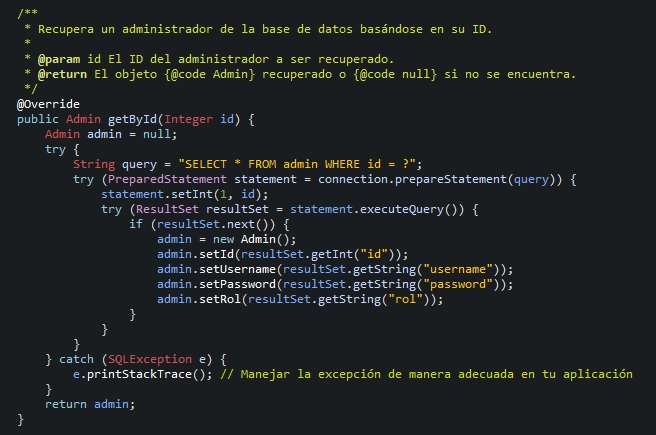 /**
 * Recupera un administrador de la base de datos basándose en su ID.
 *
 * @param id El ID del administrador a ser recuperado.
 * @return El objeto {@code Admin} recuperado o {@code null} si no se encuentra.
 */
@Override
public Admin getById(Integer id) {
    Admin admin = null;
    try {
        String query = "SELECT * FROM admin WHERE id = ?";
        try (PreparedStatement statement = connection.prepareStatement(query)) {
            statement.setInt(1, id);
            try (ResultSet resultSet = statement.executeQuery()) {
                if (resultSet.next()) {
                    admin = new Admin();
                    admin.setId(resultSet.getInt("id"));
                    admin.setUsername(resultSet.getString("username"));
                    admin.setPassword(resultSet.getString("password"));
                    admin.setRol(resultSet.getString("rol"));
                }
            }
        }
    } catch (SQLException e) {
        e.printStackTrace(); // Manejar la excepción de manera adecuada en tu aplicación
    }
    return admin;
}